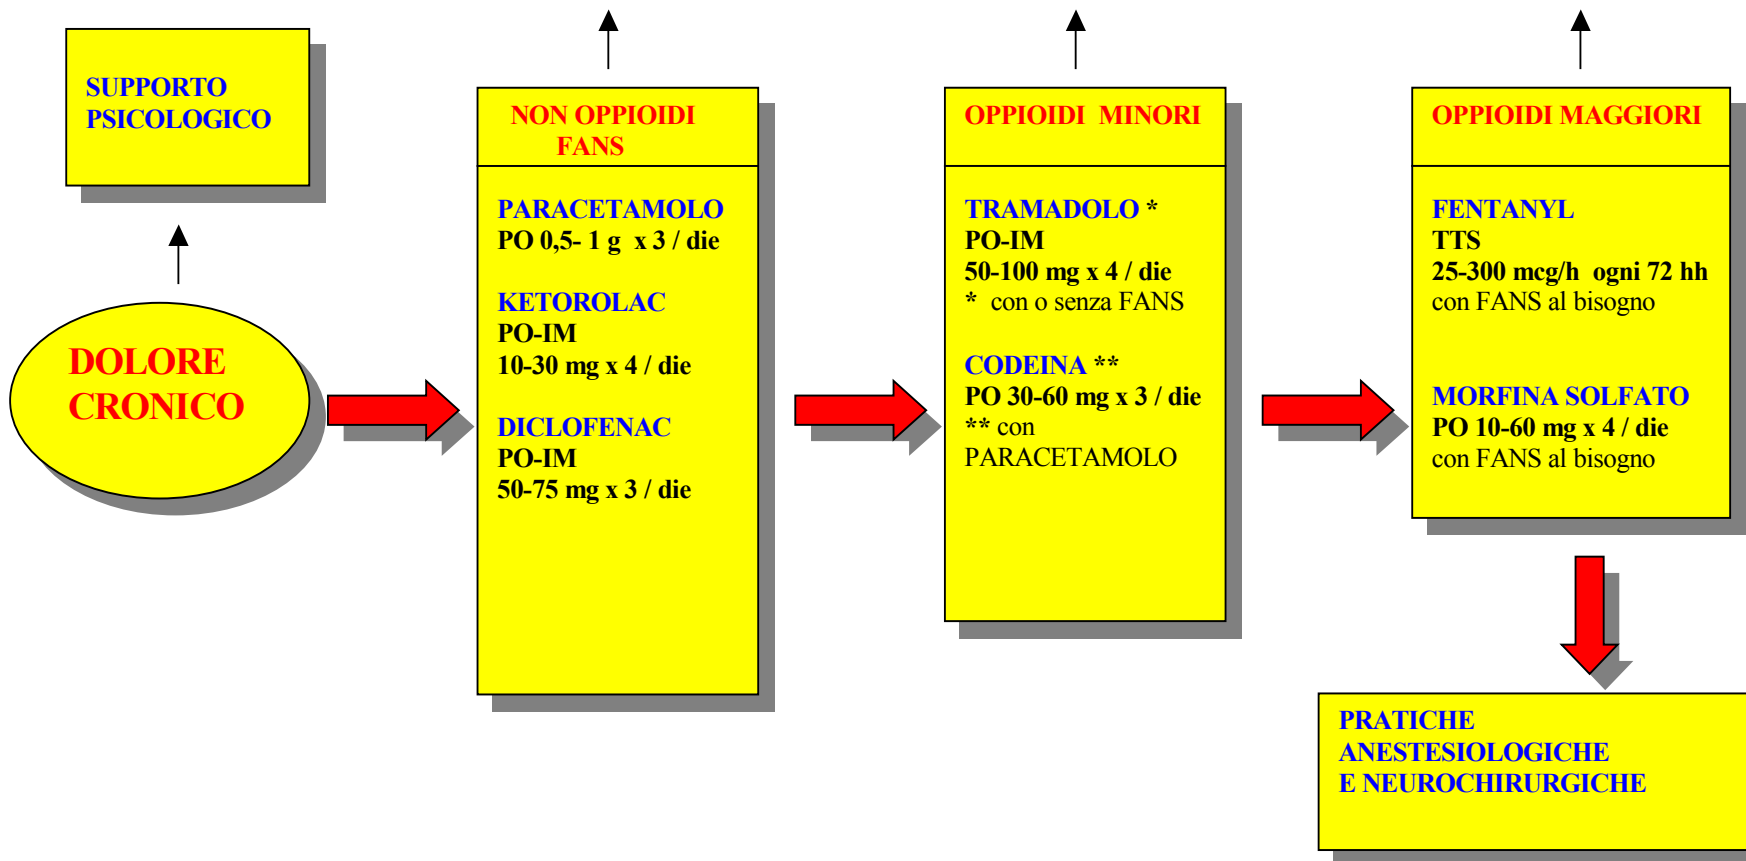 SUPPORTO
PSICOLOGICO
DOLORE
CRONICO
NON OPPIOIDI
FANS
PARACETAMOLO
PO 0,5- 1 g x 3 / die
KETOROLAC
PO-IM
10-30 mg x 4 / die
DICLOFENAC
PO-IM
50-75 mg x 3 / die
OPPIOIDI MINORI
TRAMADOLO *
PO-IM
50-100 mg x 4 / die
* con o senza FANS
CODEINA **
PO 30-60 mg x 3 / die
** con
PARACETAMOLO
OPPIOIDI MAGGIORI
FENTANYL
TTS
25-300 mcg/h ogni 72 hh
con FANS al bisogno
MORFINA SOLFATO
PO 10-60 mg x 4 / die
con FANS al bisogno
PRATICHE
ANESTESIOLOGICHE
E NEUROCHIRURGICHE